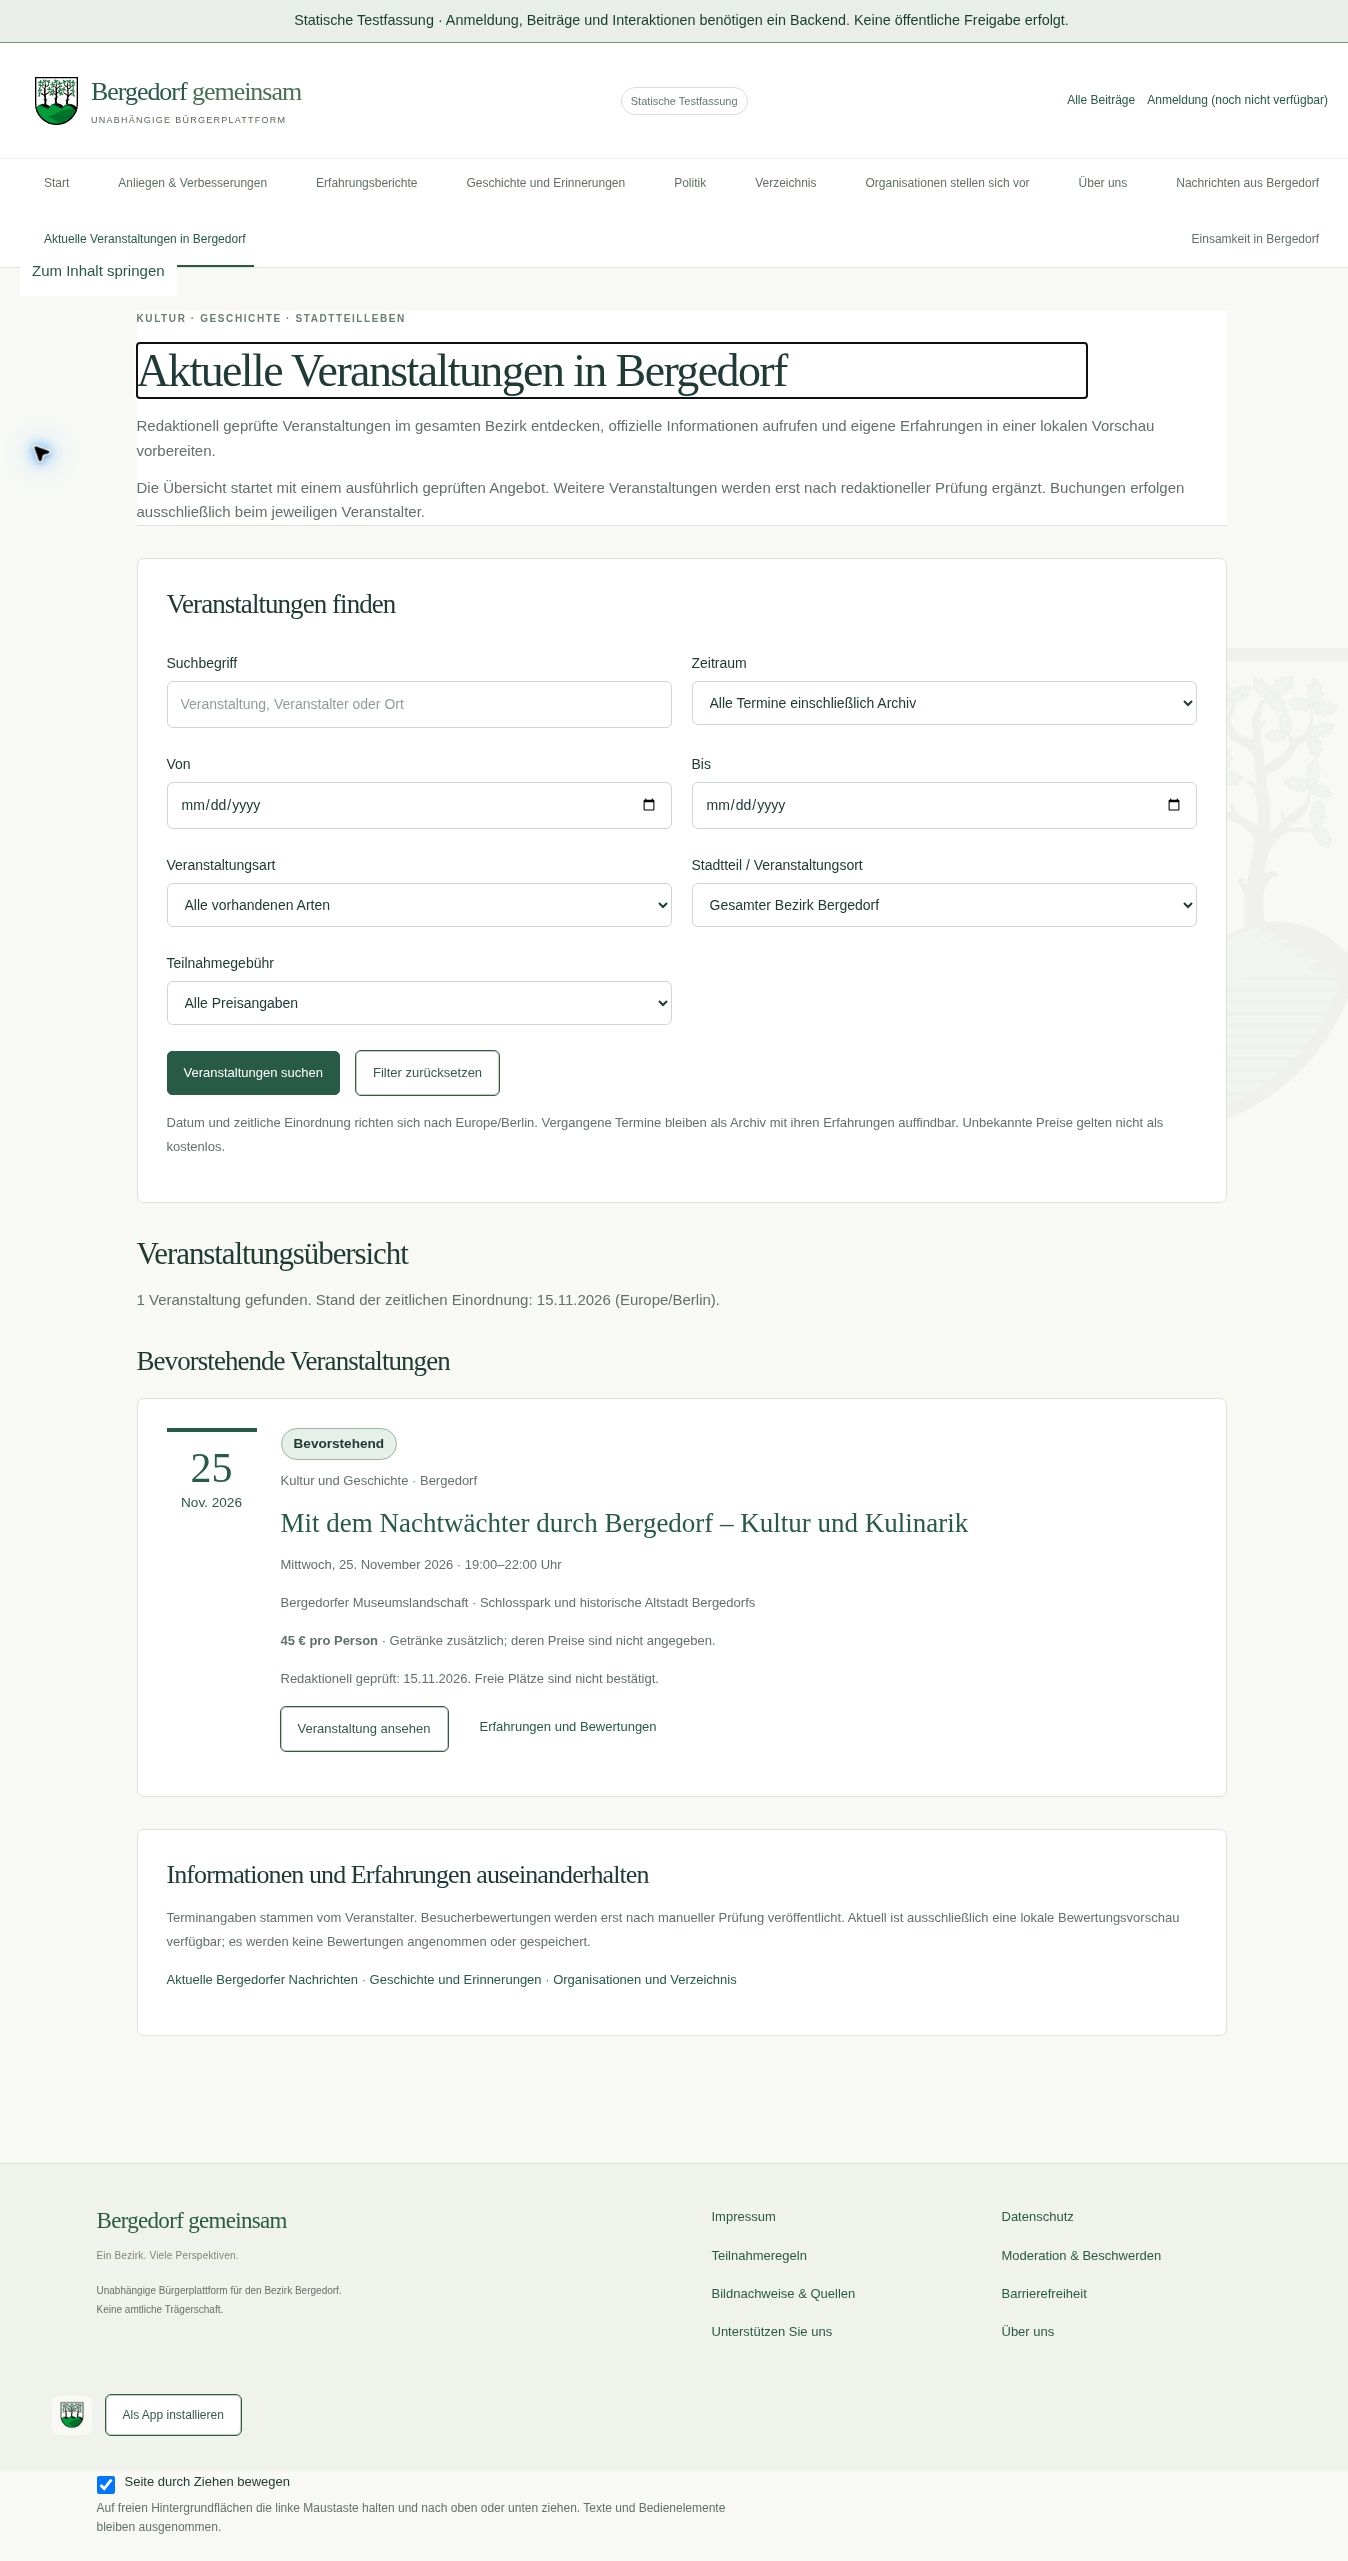 Statische Testfassung · Anmeldung, Beiträge und Interaktionen benötigen ein Backend. Keine öffentliche Freigabe erfolgt.
Bergedorf gemeinsam
UNABHÄNGIGE BÜRGERPLATTFORM
Statische Testfassung
Alle Beiträge
Anmeldung (noch nicht verfügbar)
Start
Anliegen & Verbesserungen
Erfahrungsberichte
Geschichte und Erinnerungen
Politik
Verzeichnis
Organisationen stellen sich vor
Über uns
Nachrichten aus Bergedorf
Aktuelle Veranstaltungen in Bergedorf
Einsamkeit in Bergedorf
Zum Inhalt springen
KULTUR · GESCHICHTE · STADTTEILLEBEN
Aktuelle Veranstaltungen in Bergedorf
Redaktionell geprüfte Veranstaltungen im gesamten Bezirk entdecken, offizielle Informationen aufrufen und eigene Erfahrungen in einer lokalen Vorschau
vorbereiten.
Die Übersicht startet mit einem ausführlich geprüften Angebot. Weitere Veranstaltungen werden erst nach redaktioneller Prüfung ergänzt. Buchungen erfolgen
ausschließlich beim jeweiligen Veranstalter.
Veranstaltungen finden
Suchbegriff
Veranstaltung, Veranstalter oder Ort
Zeitraum
Alle Termine einschließlich Archiv
Von
mm/dd/yyyy
Bis
mm/dd/yyyy
Veranstaltungsart
Alle vorhandenen Arten
Stadtteil / Veranstaltungsort
Gesamter Bezirk Bergedorf
Teilnahmegebühr
Alle Preisangaben
Veranstaltungen suchen
Filter zurücksetzen
Datum und zeitliche Einordnung richten sich nach Europe/Berlin. Vergangene Termine bleiben als Archiv mit ihren Erfahrungen auffindbar. Unbekannte Preise gelten nicht als
kostenlos.
Veranstaltungsübersicht
1 Veranstaltung gefunden. Stand der zeitlichen Einordnung: 15.11.2026 (Europe/Berlin).
Bevorstehende Veranstaltungen
25
Nov. 2026
Bevorstehend
Kultur und Geschichte · Bergedorf
Mit dem Nachtwächter durch Bergedorf – Kultur und Kulinarik
Mittwoch, 25. November 2026 · 19:00–22:00 Uhr
Bergedorfer Museumslandschaft · Schlosspark und historische Altstadt Bergedorfs
45 € pro Person · Getränke zusätzlich; deren Preise sind nicht angegeben.
Redaktionell geprüft: 15.11.2026. Freie Plätze sind nicht bestätigt.
Veranstaltung ansehen
Erfahrungen und Bewertungen
Informationen und Erfahrungen auseinanderhalten
Terminangaben stammen vom Veranstalter. Besucherbewertungen werden erst nach manueller Prüfung veröffentlicht. Aktuell ist ausschließlich eine lokale Bewertungsvorschau
verfügbar; es werden keine Bewertungen angenommen oder gespeichert.
Aktuelle Bergedorfer Nachrichten · Geschichte und Erinnerungen · Organisationen und Verzeichnis
Bergedorf gemeinsam
Ein Bezirk. Viele Perspektiven.
Unabhängige Bürgerplattform für den Bezirk Bergedorf.
Keine amtliche Trägerschaft.
Impressum
Datenschutz
Teilnahmeregeln
Moderation & Beschwerden
Bildnachweise & Quellen
Barrierefreiheit
Unterstützen Sie uns
Über uns
Als App installieren
Seite durch Ziehen bewegen
Auf freien Hintergrundflächen die linke Maustaste halten und nach oben oder unten ziehen. Texte und Bedienelemente
bleiben ausgenommen.